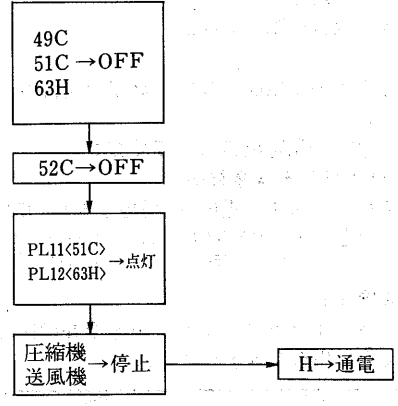 49C
51C →OFF
63H
52C→OFF
PL11〈51C〉
PL12〈63H〉 →点灯
圧縮機
送風機 →停止
H→通電